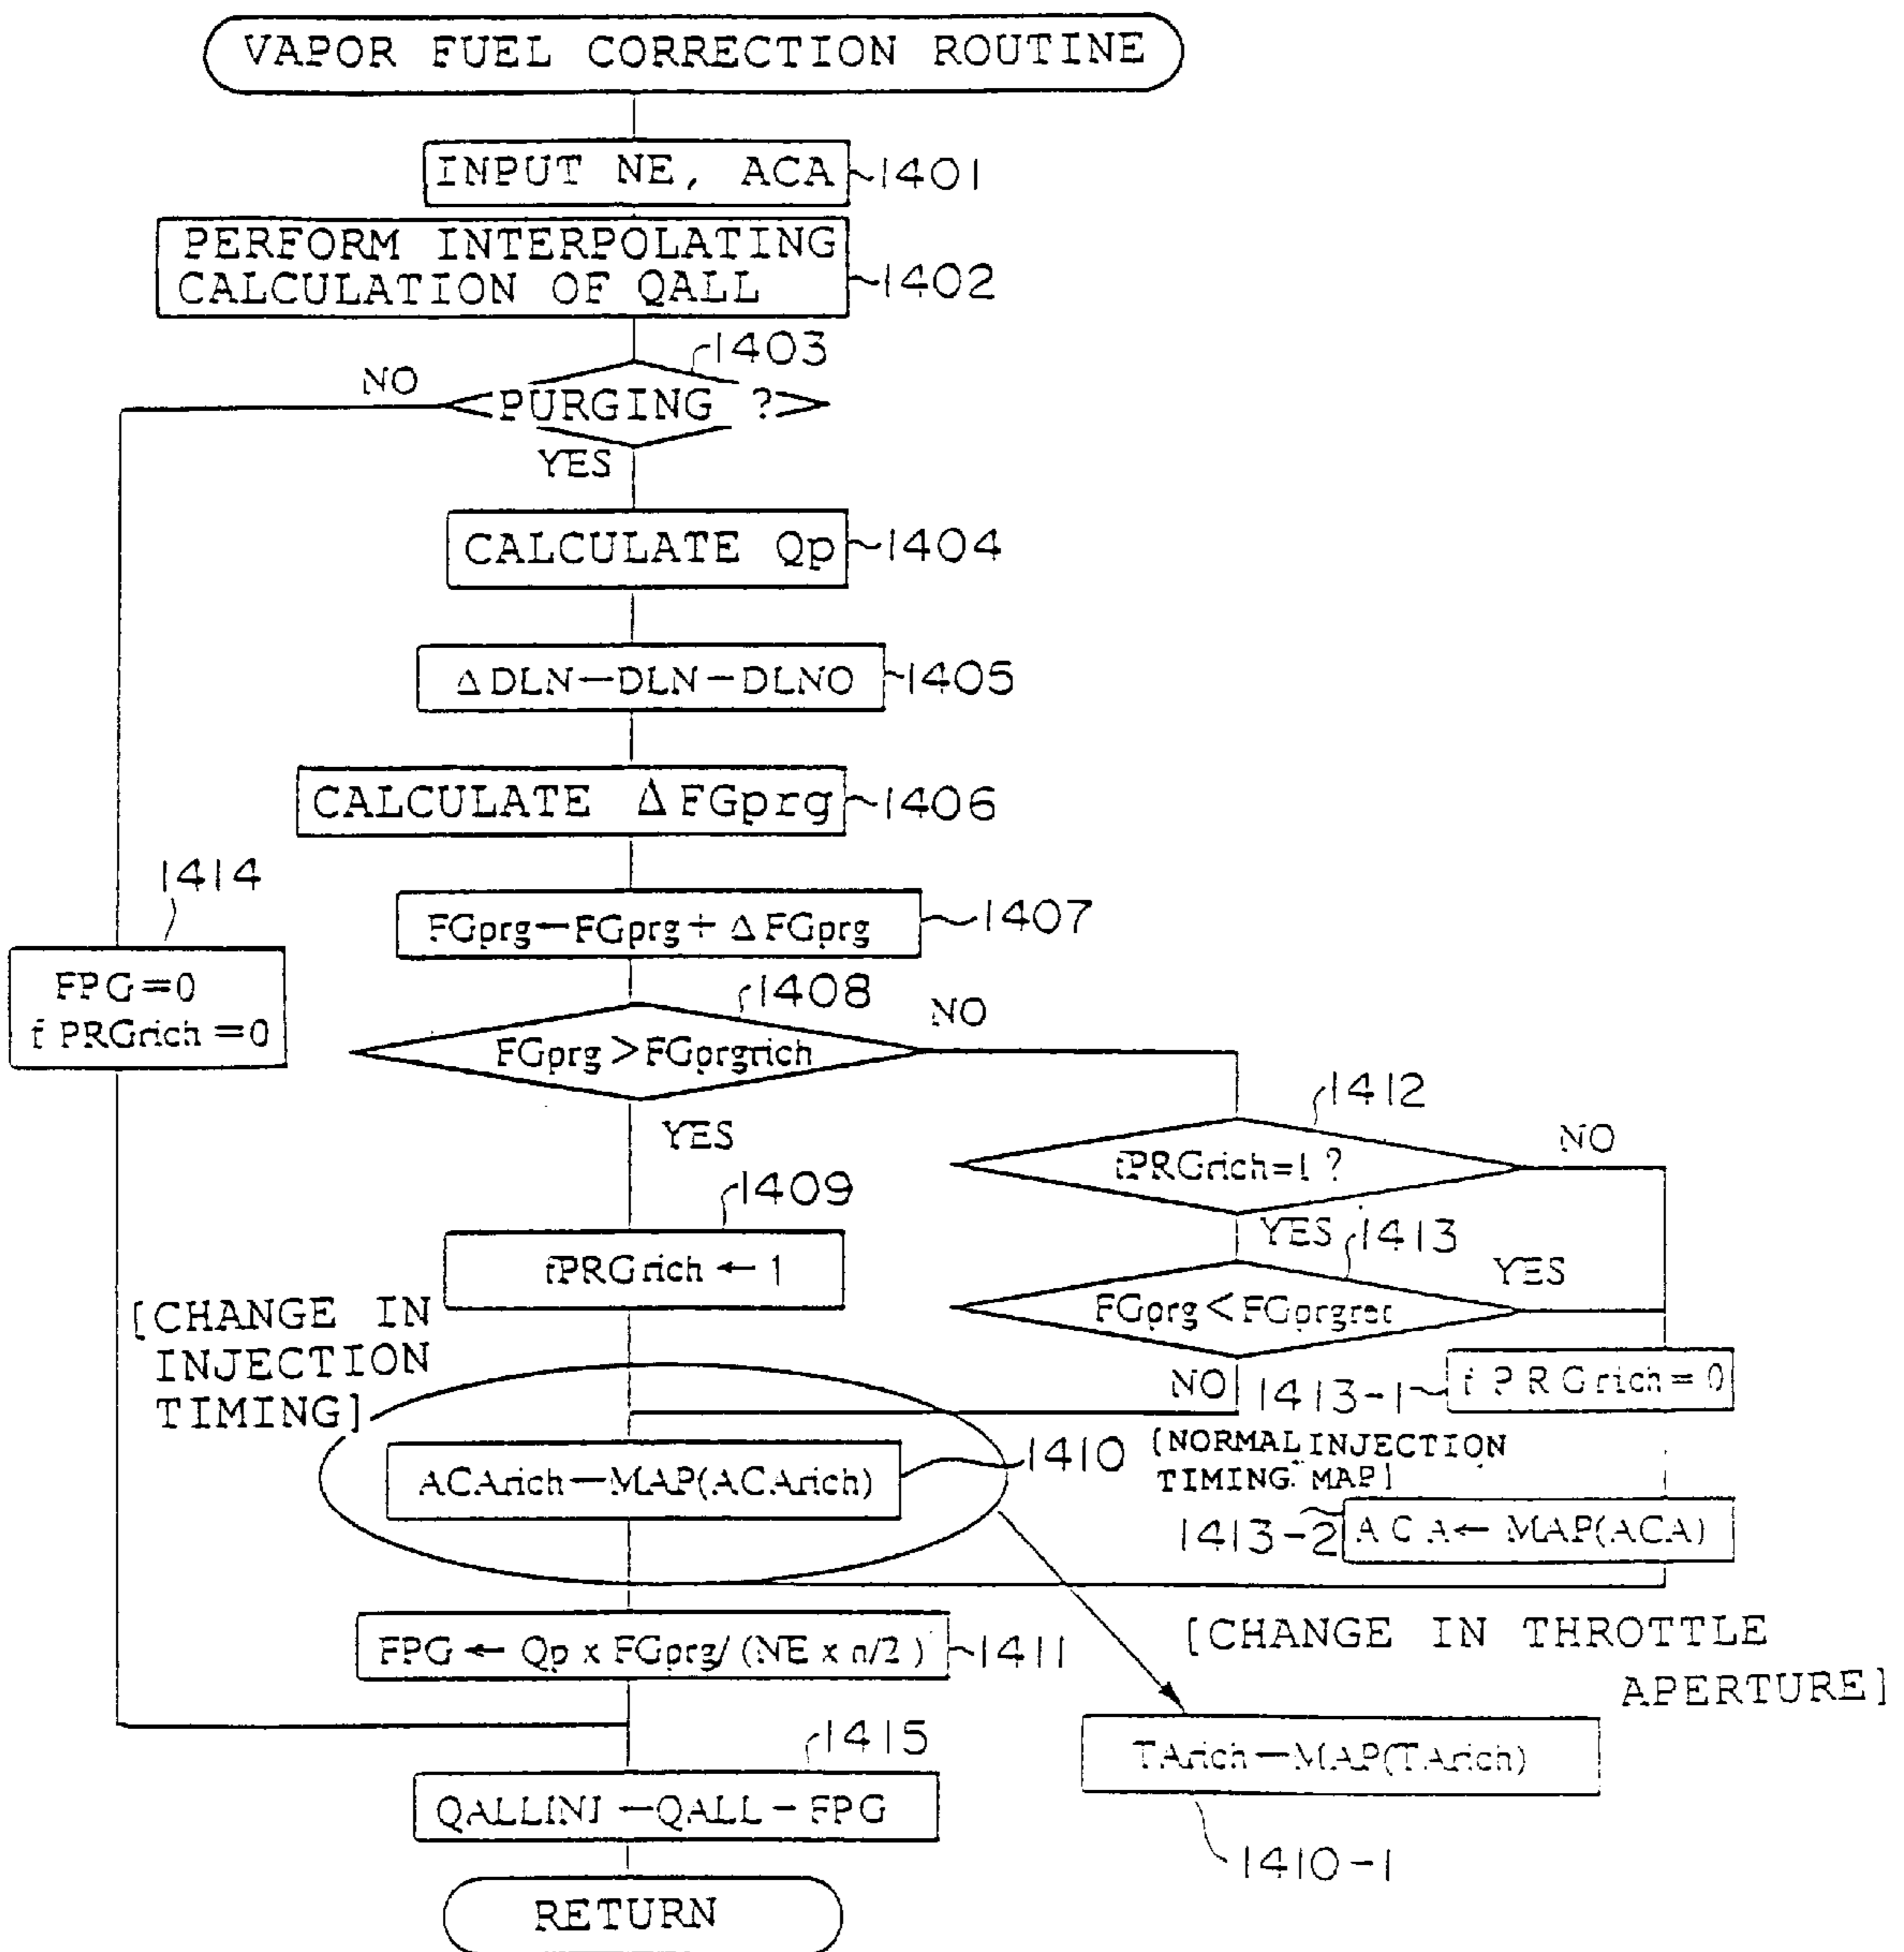 VAPOR FUEL CORRECTION ROUTINE
INPUT NE, ACA
1401
PERFORM INTERPOLATING
CALCULATION OF QALL
1402
1403
NO
PURGING ?
YES
CALCULATE Qp
1404
ΔDLN—DLN−DLNO
1405
CALCULATE ΔFGprg
1406
1414
FGprg—FGprg+ΔFGprg
1407
FPG=0
f PRGrich=0
1408
NO
FGprg>FGprgrich
YES
1412
NO
fPRGrich=1 ?
1409
YES
1413
YES
fPRGrich ← 1
FGprg<FGprgret
[CHANGE IN
INJECTION
TIMING]
NO
1413-1
f PRGrich=0
ACArich—MAP(ACArich)
1410
[NORMAL INJECTION
TIMING MAP]
1413-2
ACA← MAP(ACA)
FPG ← Qp x FGprg/(NE x n/2)
1411
[CHANGE IN THROTTLE
APERTURE]
1415
TArich—MAP(TArich)
QALLINJ—QALL−FPG
1410-1
RETURN